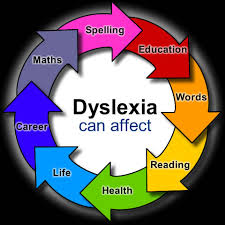 Dyslexia
can affect
Spelling
Education
Words
Reading
Health
Life
Career
Maths